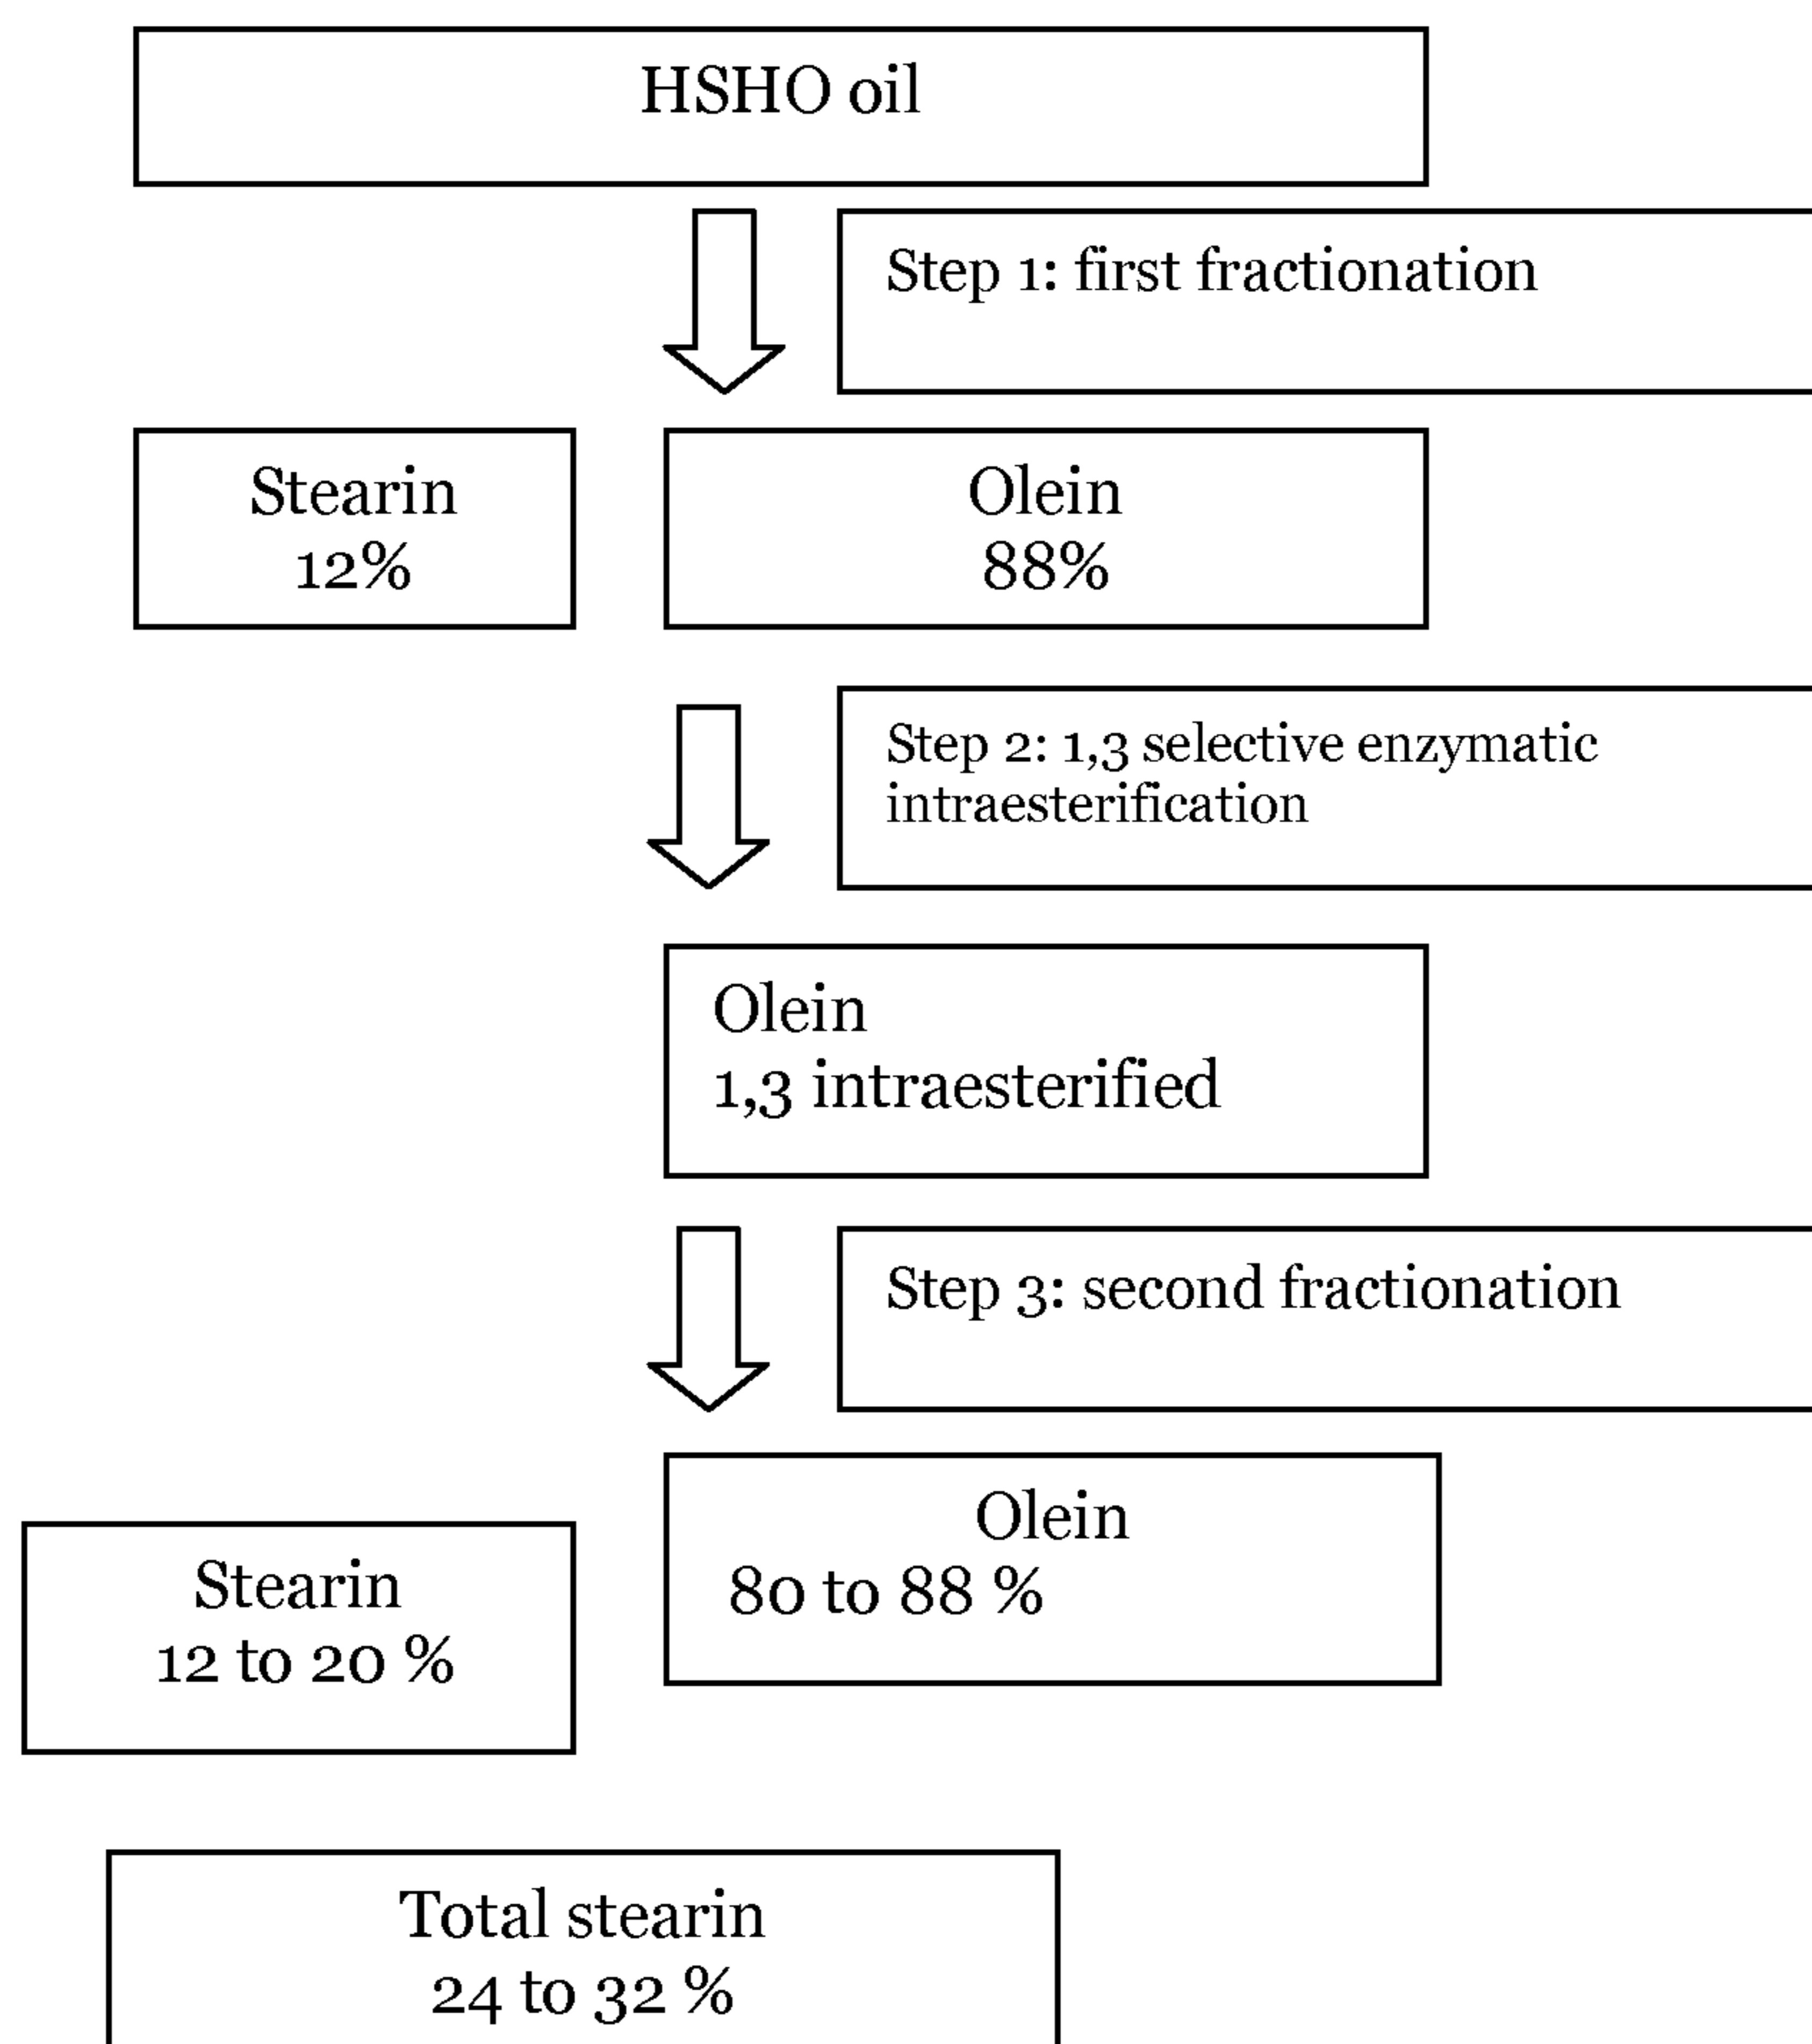 HSHO oil
Step 1: first fractionation
Stearin
12%
Olein
88%
Step 2: 1,3 selective enzymatic
intraesterification
Olein
1,3 intraesterified
Step 3: second fractionation
Olein
80 to 88 %
Stearin
12 to 20 %
Total stearin
24 to 32 %